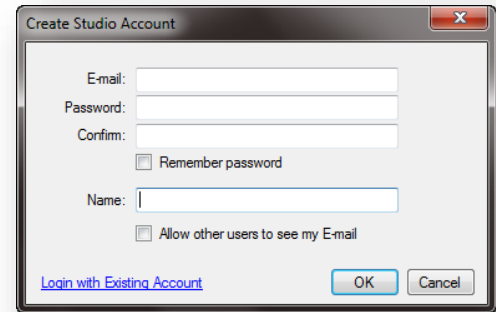 Create Studio Account
E-mail:
Password:
Confirm:
Remember password
Name:
Allow other users to see my E-mail
Login with Existing Account
OK
Cancel